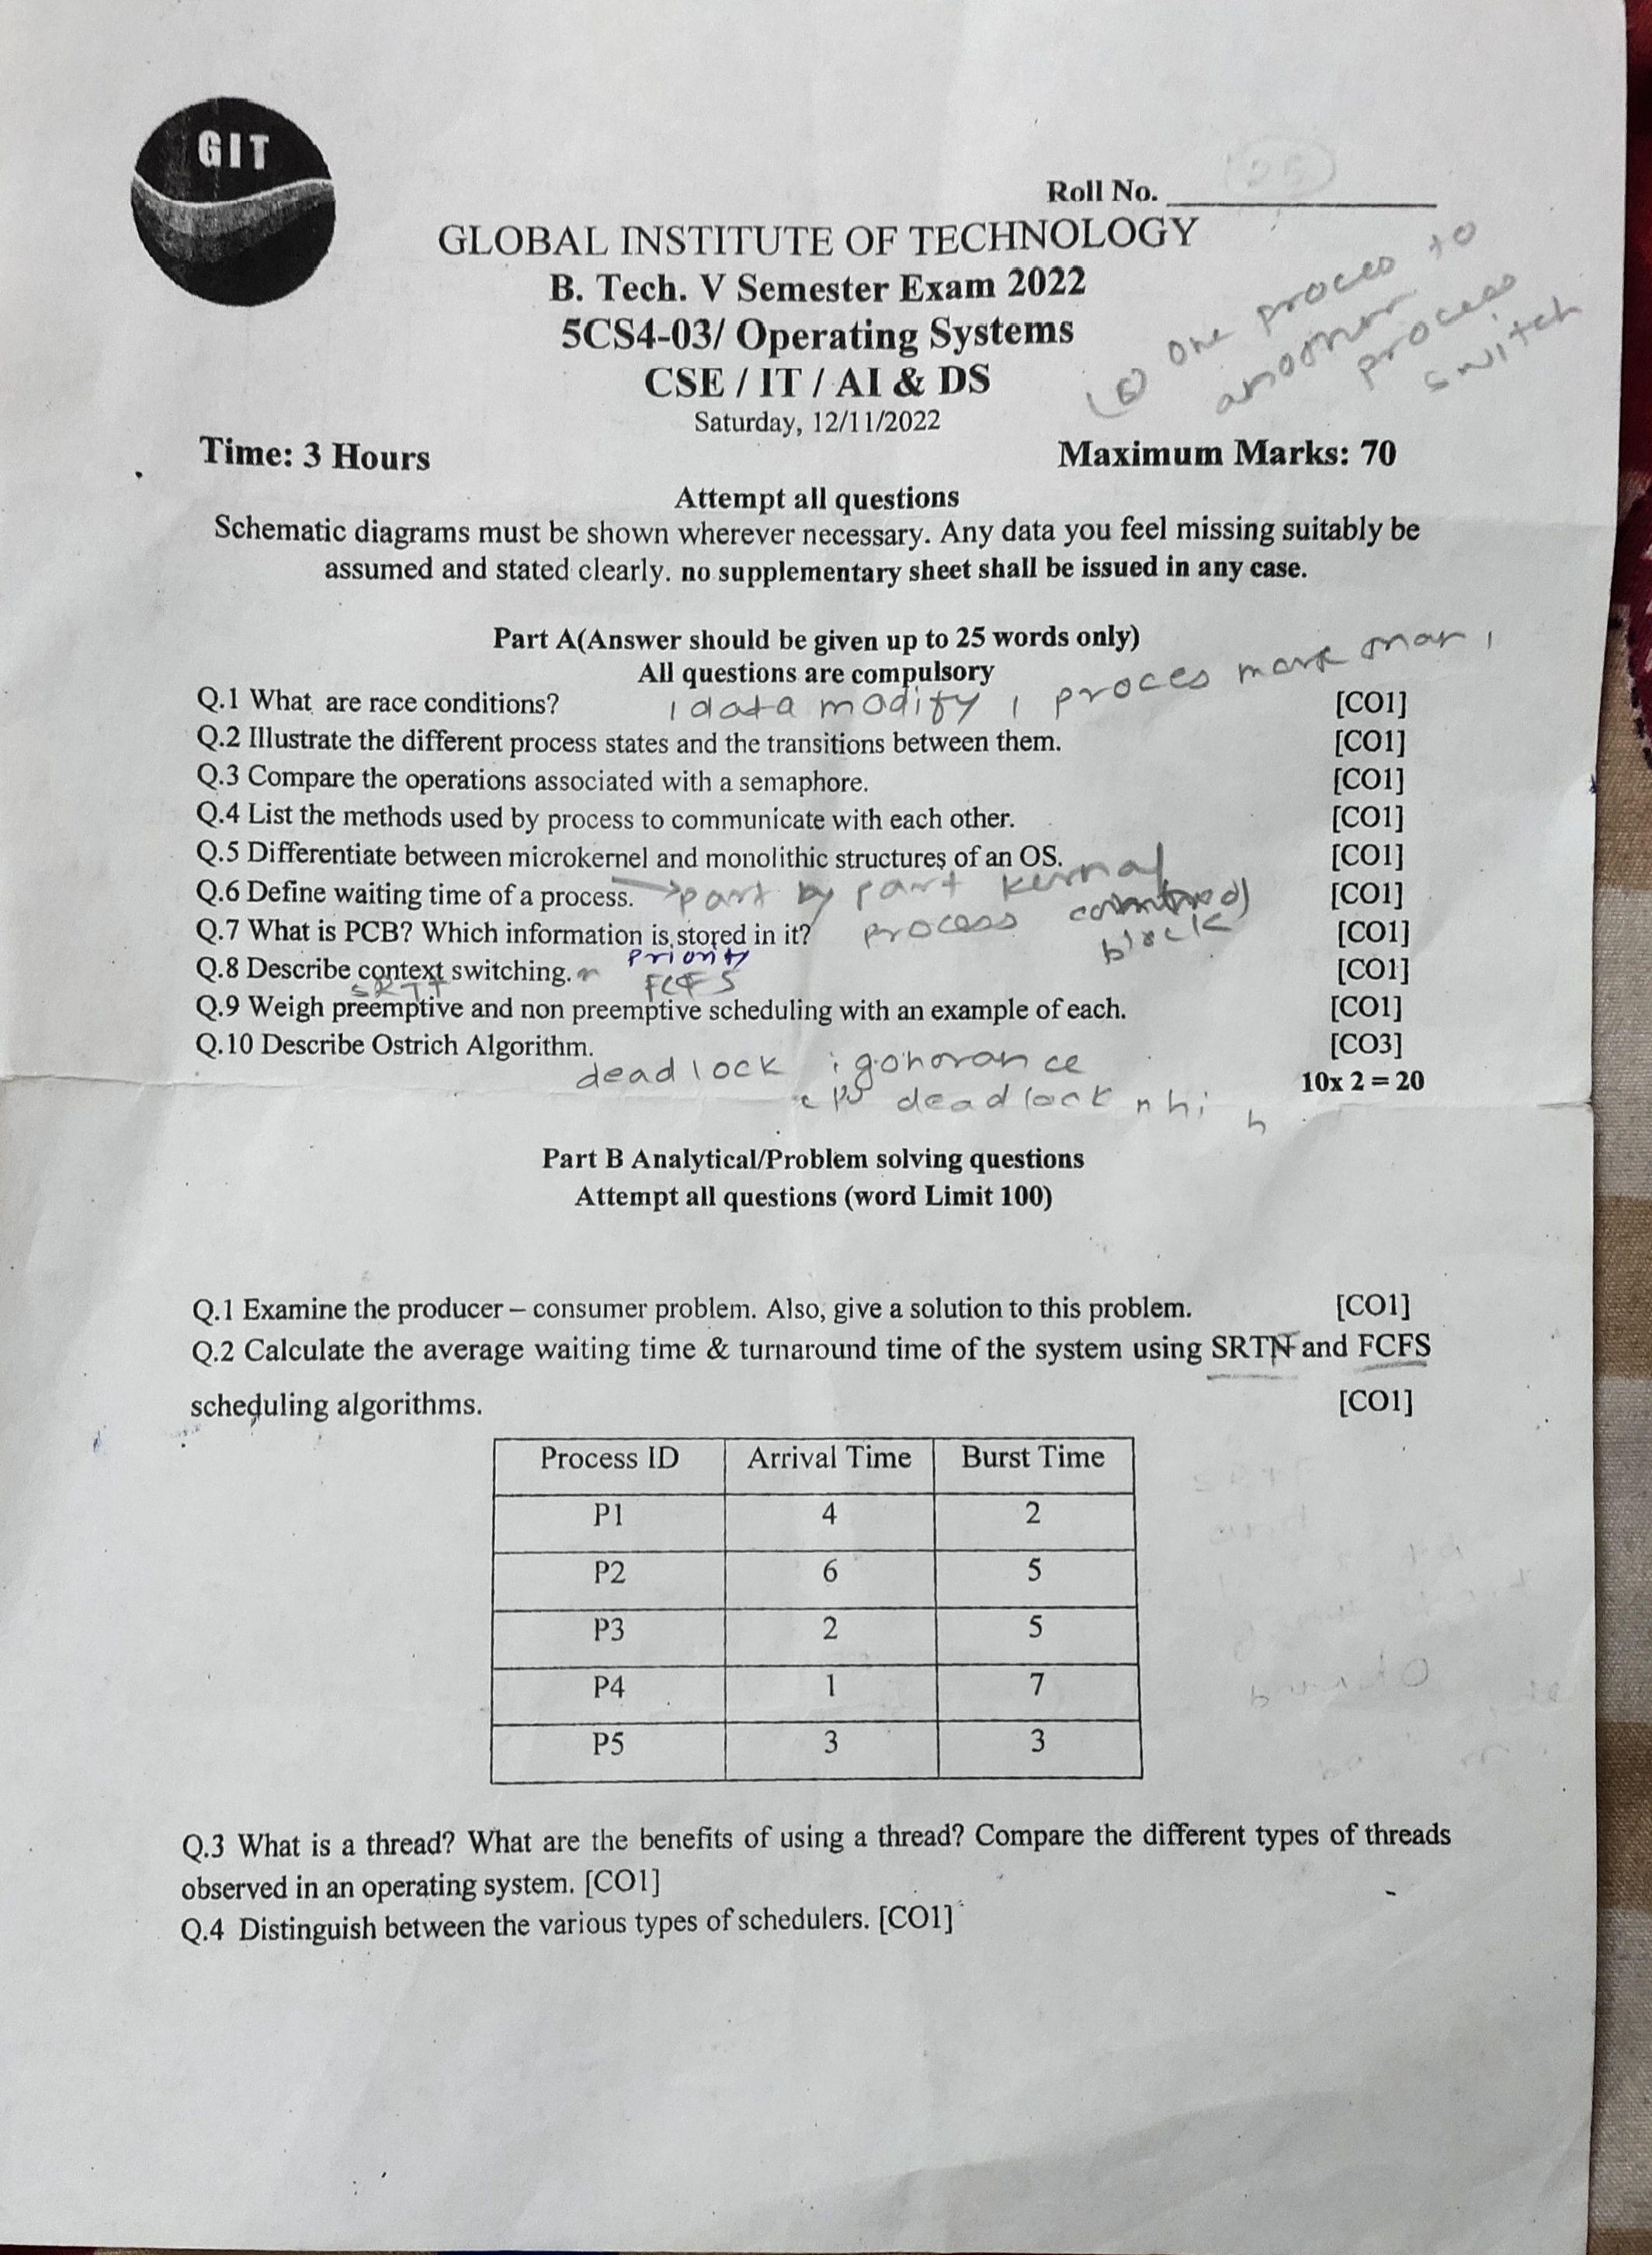 GIT
Roll No.
GLOBAL INSTITUTE OF TECHNOLOGY
B. Tech. V Semester Exam 2022
5CS4-03/ Operating Systems
CSE / IT / AI & DS
Saturday, 12/11/2022
one proces to
process
switch
Time: 3 Hours
Maximum Marks: 70
Attempt all questions
Schematic diagrams must be shown wherever necessary. Any data you feel missing suitably be
assumed and stated clearly. no supplementary sheet shall be issued in any case.
Part A(Answer should be given up to 25 words only)
All questions are compulsory
Q.1 What are race conditions? [CO1]
data modify proces
Q.2 Illustrate the different process states and the transitions between them. [CO1]
Q.3 Compare the operations associated with a semaphore. [CO1]
Q.4 List the methods used by process to communicate with each other. [CO1]
Q.5 Differentiate between microkernel and monolithic structures of an OS. [CO1]
part by part kernal
Q.6 Define waiting time of a process. [CO1]
process
block
Q.7 What is PCB? Which information is stored in it? [CO1]
Priority
Q.8 Describe context switching. [CO1]
SRTF FCFS
Q.9 Weigh preemptive and non preemptive scheduling with an example of each. [CO1]
Q.10 Describe Ostrich Algorithm. [CO3]
deadlock
deadlock nhi h
10x 2 = 20
Part B Analytical/Problem solving questions
Attempt all questions (word Limit 100)
Q.1 Examine the producer – consumer problem. Also, give a solution to this problem. [CO1]
Q.2 Calculate the average waiting time & turnaround time of the system using SRTN and FCFS
scheduling algorithms. [CO1]
Process ID Arrival Time Burst Time
P1 4 2
P2 6 5
P3 2 5
P4 1 7
P5 3 3
Q.3 What is a thread? What are the benefits of using a thread? Compare the different types of threads
observed in an operating system. [CO1]
Q.4 Distinguish between the various types of schedulers. [CO1]